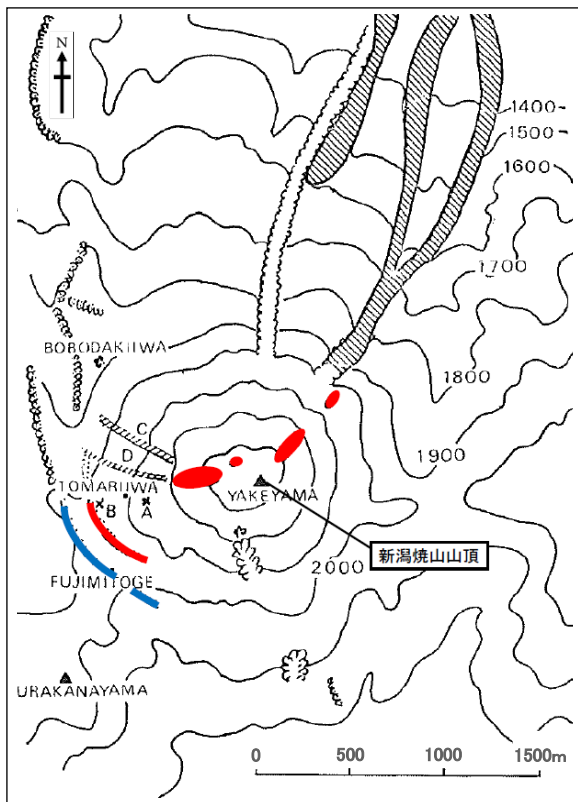 N
1400
1500
1600
1700
1800
1900
2000
BOBODAKIIWA
C
D
TOMARIIWA
B
A
YAKEYAMA
新潟焼山山頂
FUJIMITOGE
URAKANAYAMA
0 500 1000 1500m